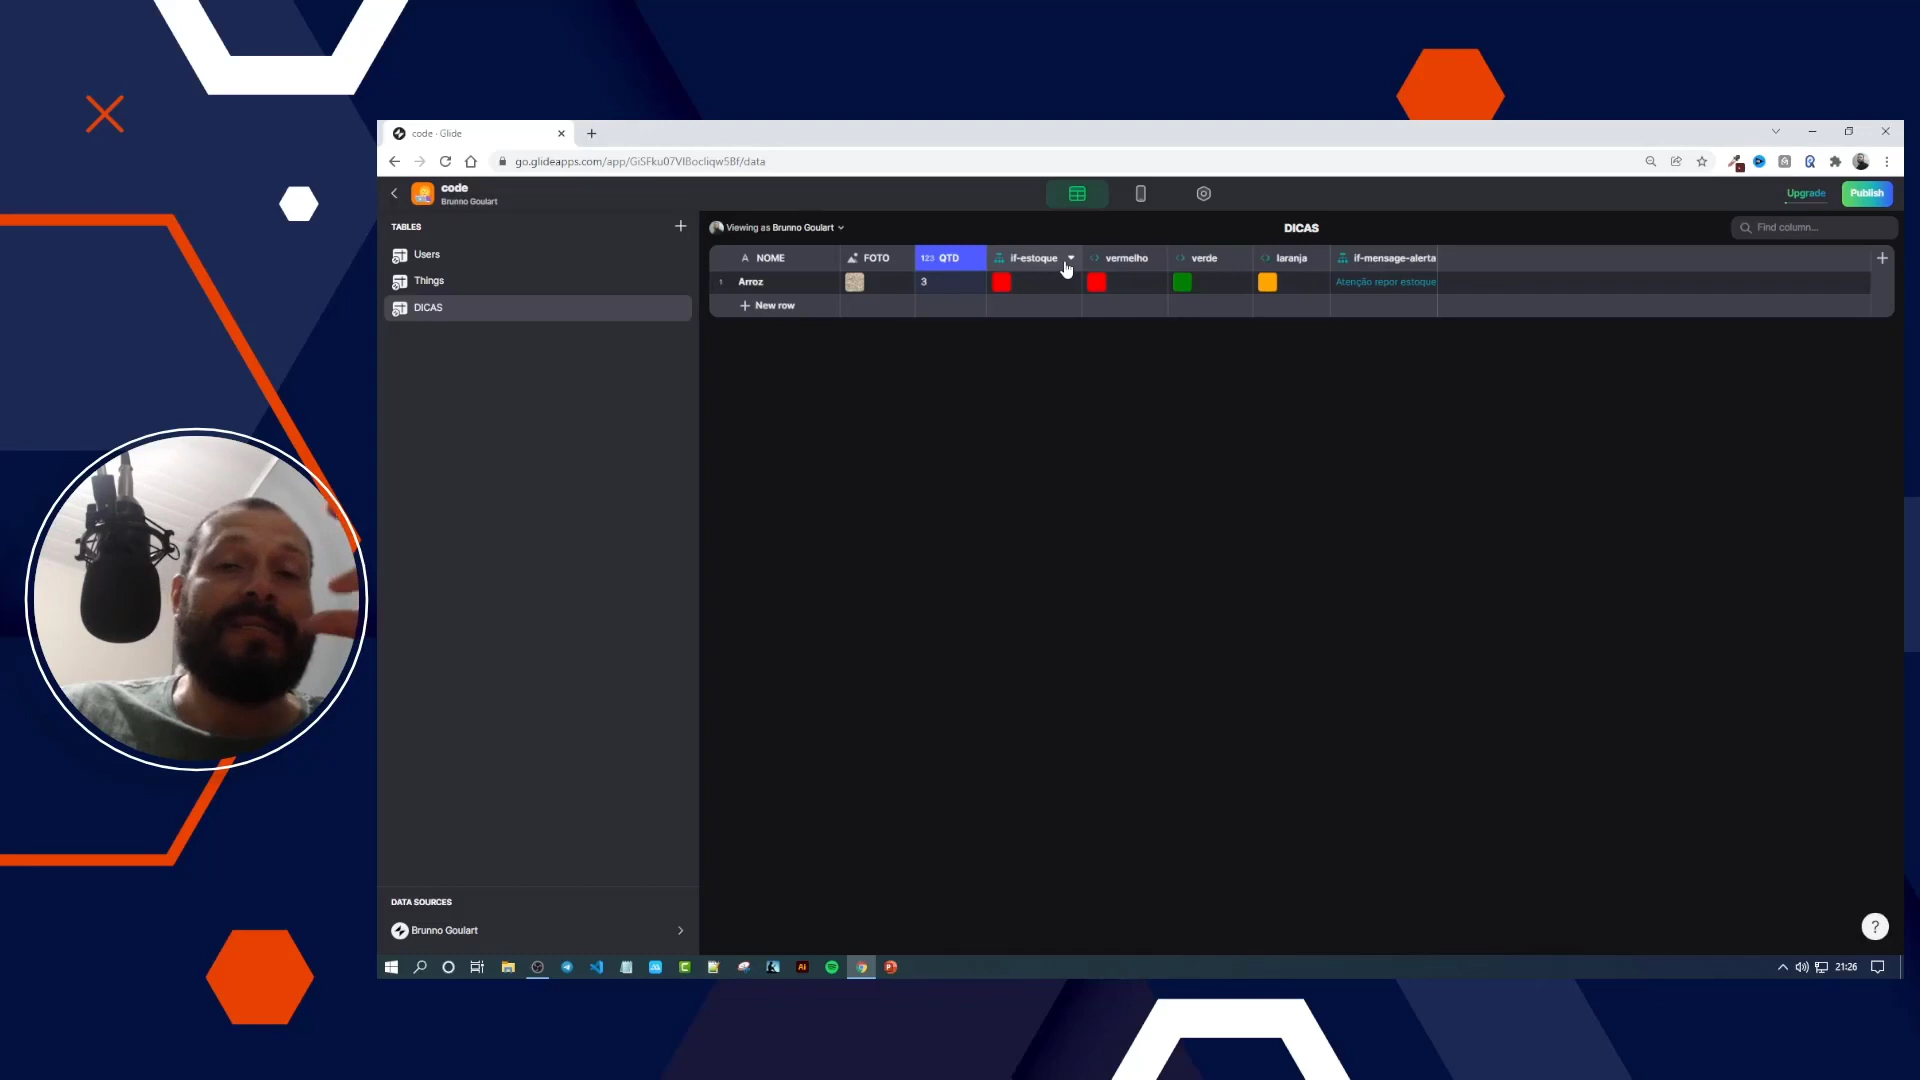 code - Glide
go.glideapps.com/app/GiSFku07VIBocliqw5Bf/data
code
Brunno Goulart
Upgrade
Publish
TABLES
Viewing as Brunno Goulart
DICAS
Find column...
Users
Things
DICAS
A NOME
FOTO
123 QTD
if-estoque
vermelho
verde
laranja
if-mensage-alerta
1 Arroz
3
Atenção repor estoque
New row
DATA SOURCES
Brunno Goulart
?
Ai
21:26